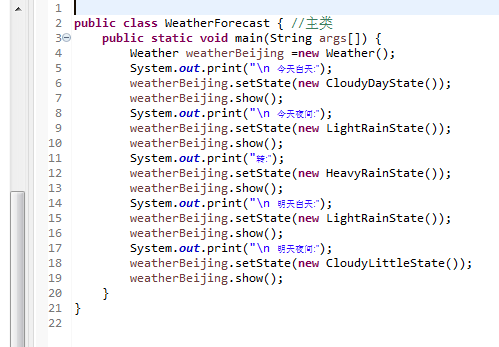 1
2 public class WeatherForecast { //主类
3 public static void main(String args[]) {
4 Weather weatherBeijing =new Weather();
5 System.out.print("\n 今天白天:");
6 weatherBeijing.setState(new CloudyDayState());
7 weatherBeijing.show();
8 System.out.print("\n 今天夜间:");
9 weatherBeijing.setState(new LightRainState());
10 weatherBeijing.show();
11 System.out.print("转:");
12 weatherBeijing.setState(new HeavyRainState());
13 weatherBeijing.show();
14 System.out.print("\n 明天白天:");
15 weatherBeijing.setState(new LightRainState());
16 weatherBeijing.show();
17 System.out.print("\n 明天夜间:");
18 weatherBeijing.setState(new CloudyLittleState());
19 weatherBeijing.show();
20 }
21 }
22